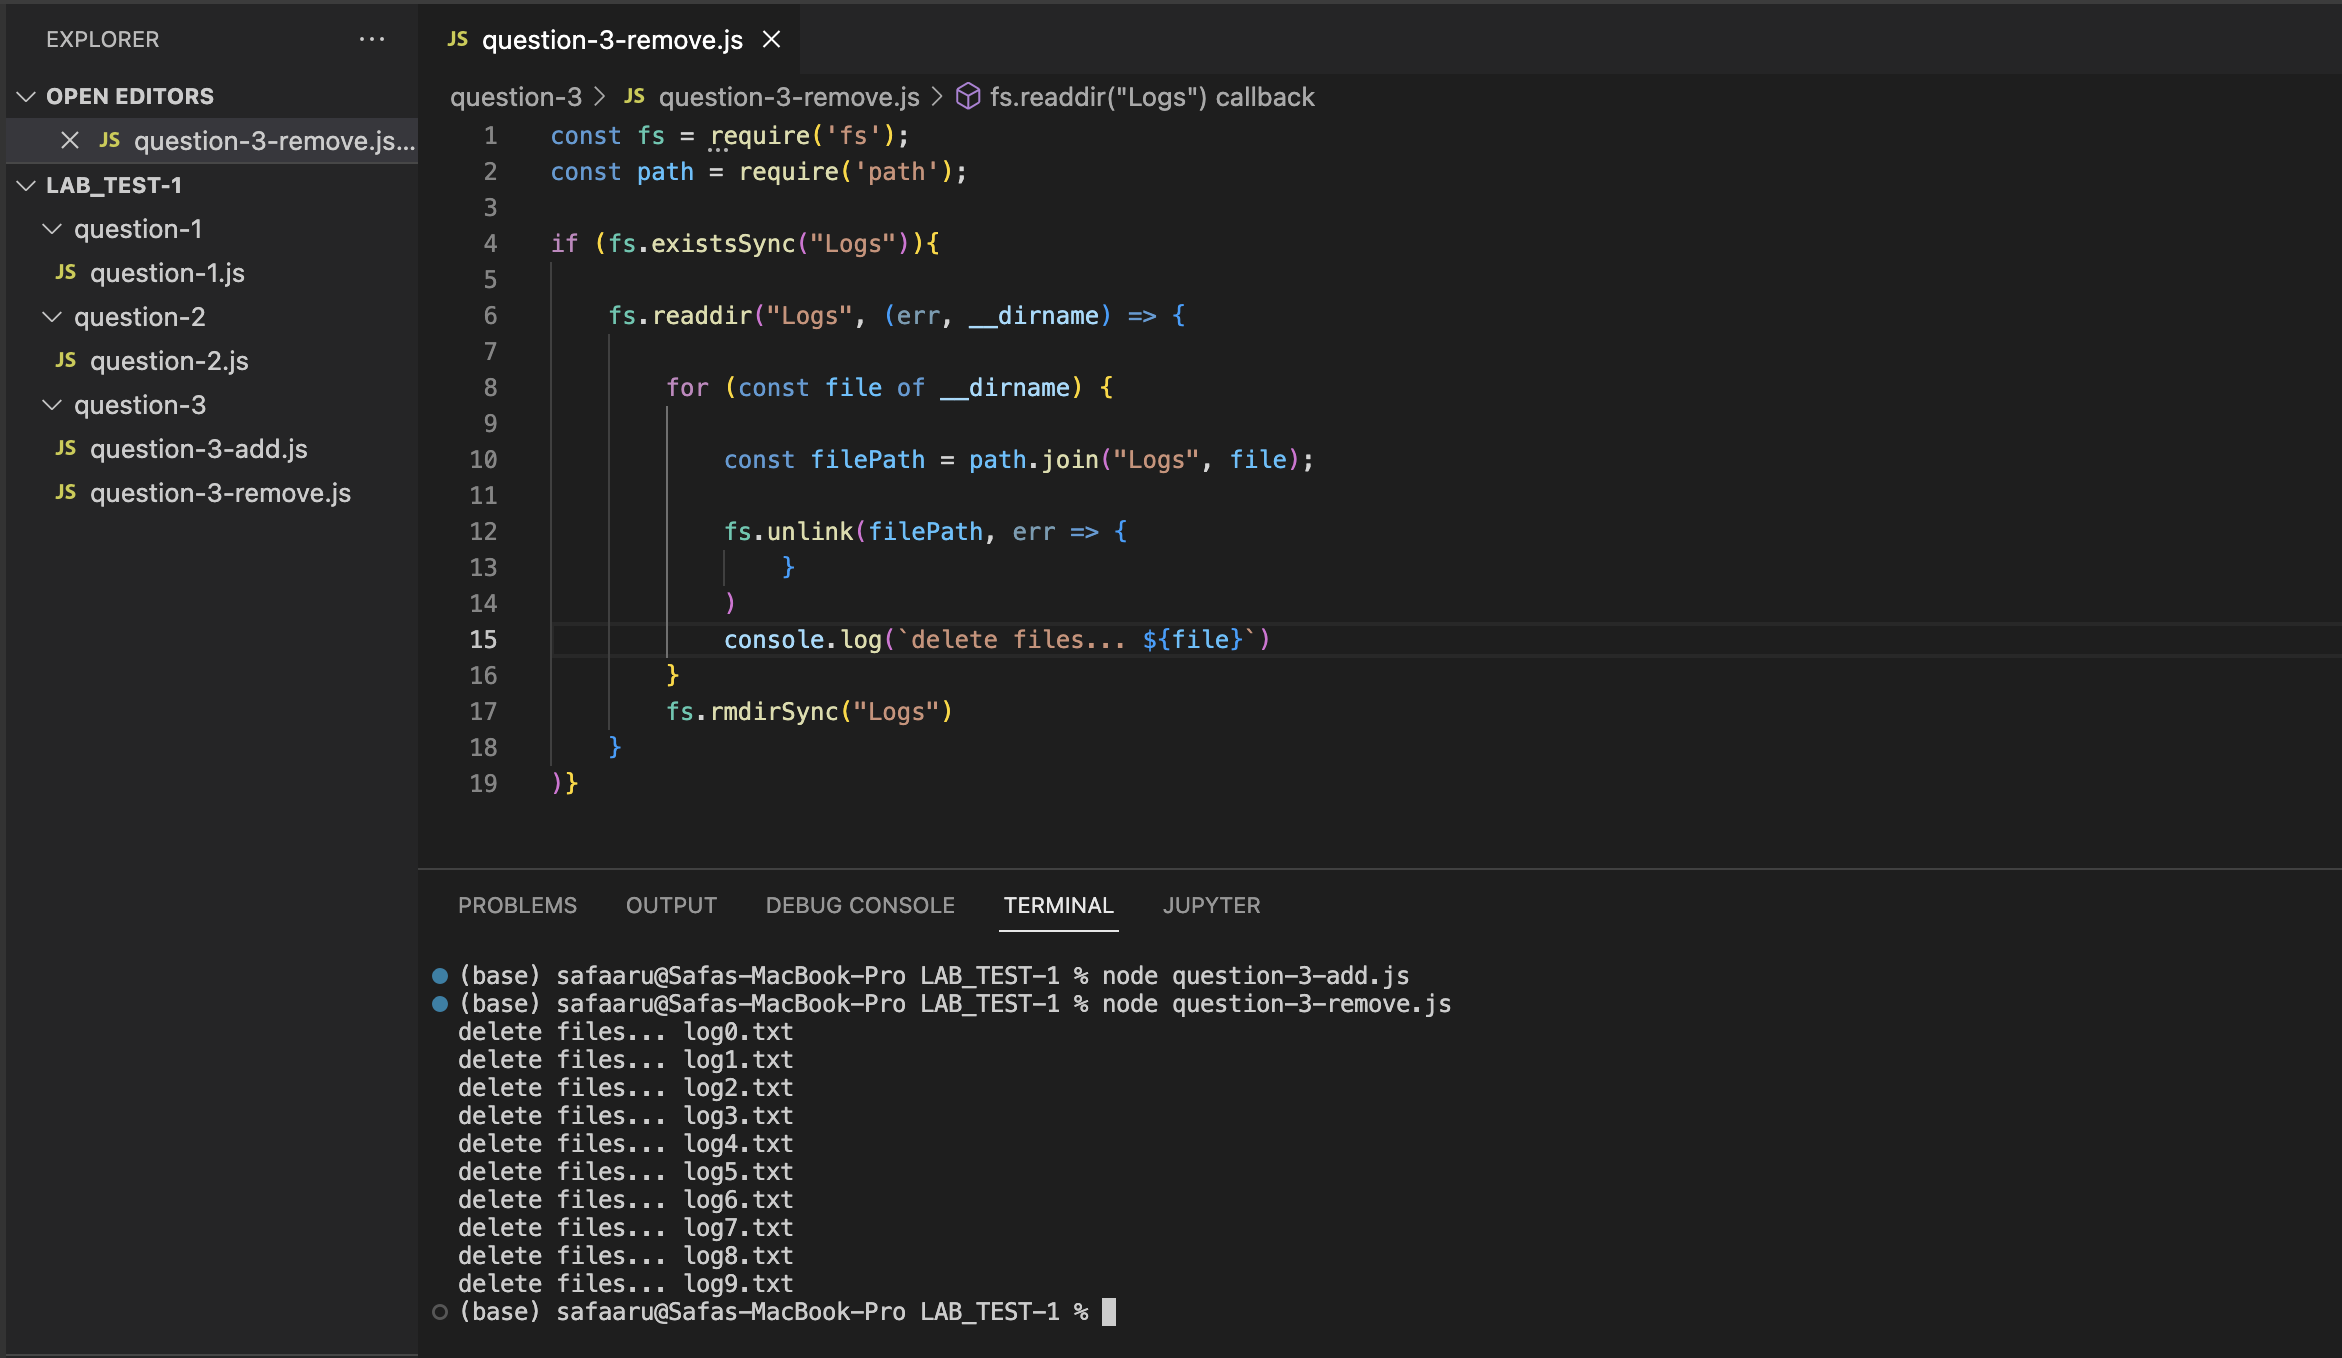 EXPLORER ...
OPEN EDITORS
JS question-3-remove.js...
LAB_TEST-1
question-1
JS question-1.js
question-2
JS question-2.js
question-3
JS question-3-add.js
JS question-3-remove.js
JS question-3-remove.js
question-3 > JS question-3-remove.js > fs.readdir("Logs") callback
1 const fs = require('fs');
2 const path = require('path');
3
4 if (fs.existsSync("Logs")){
5
6 fs.readdir("Logs", (err, __dirname) => {
7
8 for (const file of __dirname) {
9
10 const filePath = path.join("Logs", file);
11
12 fs.unlink(filePath, err => {
13 }
14 )
15 console.log(`delete files... ${file}`)
16 }
17 fs.rmdirSync("Logs")
18 }
19 )}
PROBLEMS OUTPUT DEBUG CONSOLE TERMINAL JUPYTER
(base) safaaru@Safas-MacBook-Pro LAB_TEST-1 % node question-3-add.js
(base) safaaru@Safas-MacBook-Pro LAB_TEST-1 % node question-3-remove.js
delete files... log0.txt
delete files... log1.txt
delete files... log2.txt
delete files... log3.txt
delete files... log4.txt
delete files... log5.txt
delete files... log6.txt
delete files... log7.txt
delete files... log8.txt
delete files... log9.txt
(base) safaaru@Safas-MacBook-Pro LAB_TEST-1 %